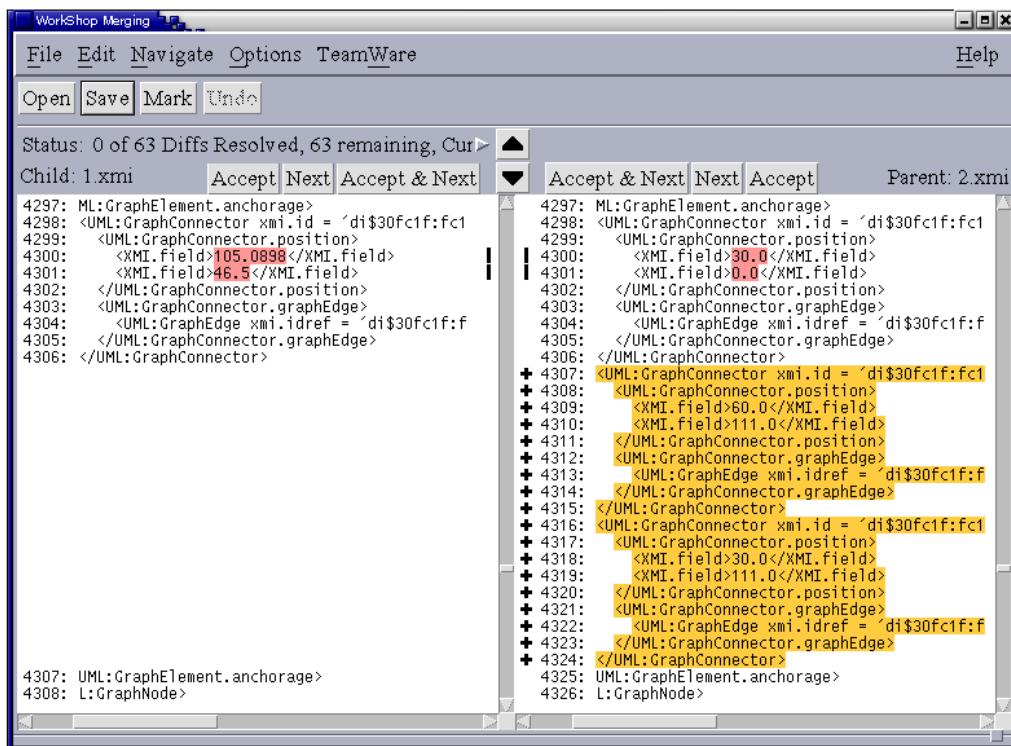 WorkShop Merging
File Edit Navigate Options TeamWare Help
Open Save Mark Undo
Status: 0 of 63 Diffs Resolved, 63 remaining, Cur
Child: 1.xmi Accept Next Accept & Next
4297: ML:GraphElement.anchorage>
4298: <UML:GraphConnector xmi.id = ´di$30fc1f:fc1
4299: <UML:GraphConnector.position>
4300: <XMI.field>105.0898</XMI.field>
4301: <XMI.field>46.5</XMI.field>
4302: </UML:GraphConnector.position>
4303: <UML:GraphConnector.graphEdge>
4304: <UML:GraphEdge xmi.idref = ´di$30fc1f:f
4305: </UML:GraphConnector.graphEdge>
4306: </UML:GraphConnector>
4307: UML:GraphElement.anchorage>
4308: L:GraphNode>
Accept & Next Next Accept Parent: 2.xmi
4297: ML:GraphElement.anchorage>
4298: <UML:GraphConnector xmi.id = ´di$30fc1f:fc1
4299: <UML:GraphConnector.position>
4300: <XMI.field>30.0</XMI.field>
4301: <XMI.field>0.0</XMI.field>
4302: </UML:GraphConnector.position>
4303: <UML:GraphConnector.graphEdge>
4304: <UML:GraphEdge xmi.idref = ´di$30fc1f:f
4305: </UML:GraphConnector.graphEdge>
4306: </UML:GraphConnector>
+ 4307: <UML:GraphConnector xmi.id = ´di$30fc1f:fc1
+ 4308: <UML:GraphConnector.position>
+ 4309: <XMI.field>60.0</XMI.field>
+ 4310: <XMI.field>111.0</XMI.field>
+ 4311: </UML:GraphConnector.position>
+ 4312: <UML:GraphConnector.graphEdge>
+ 4313: <UML:GraphEdge xmi.idref = ´di$30fc1f:f
+ 4314: </UML:GraphConnector.graphEdge>
+ 4315: </UML:GraphConnector>
+ 4316: <UML:GraphConnector xmi.id = ´di$30fc1f:fc1
+ 4317: <UML:GraphConnector.position>
+ 4318: <XMI.field>30.0</XMI.field>
+ 4319: <XMI.field>111.0</XMI.field>
+ 4320: </UML:GraphConnector.position>
+ 4321: <UML:GraphConnector.graphEdge>
+ 4322: <UML:GraphEdge xmi.idref = ´di$30fc1f:f
+ 4323: </UML:GraphConnector.graphEdge>
+ 4324: </UML:GraphConnector>
4325: UML:GraphElement.anchorage>
4326: L:GraphNode>